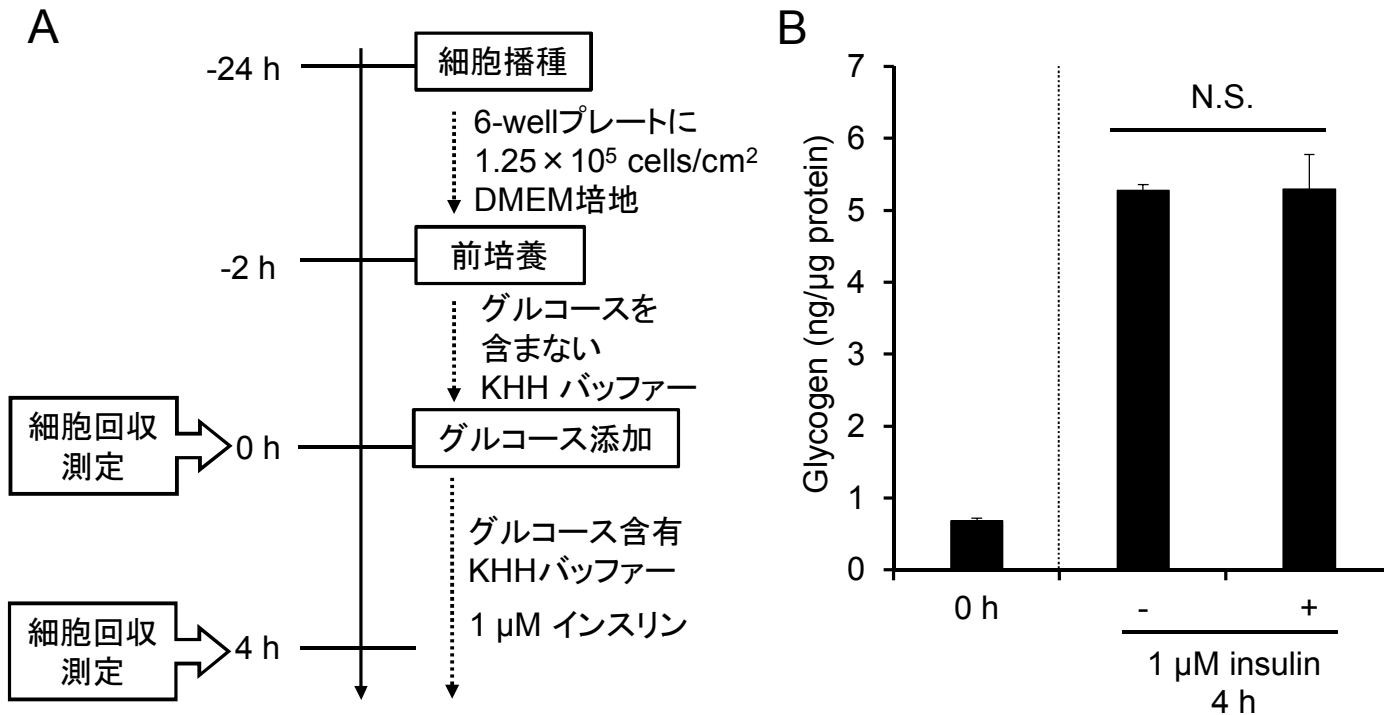 A
-24 h
細胞播種
6-wellプレートに
1.25×10⁵ cells/cm²
DMEM培地
-2 h
前培養
グルコースを
含まない
KHH バッファー
細胞回収
測定
0 h
グルコース添加
グルコース含有
KHHバッファー
1 µM インスリン
細胞回収
測定
4 h
B
Glycogen (ng/µg protein)
7
6
5
4
3
2
1
0
N.S.
0 h
-
+
1 µM insulin
4 h